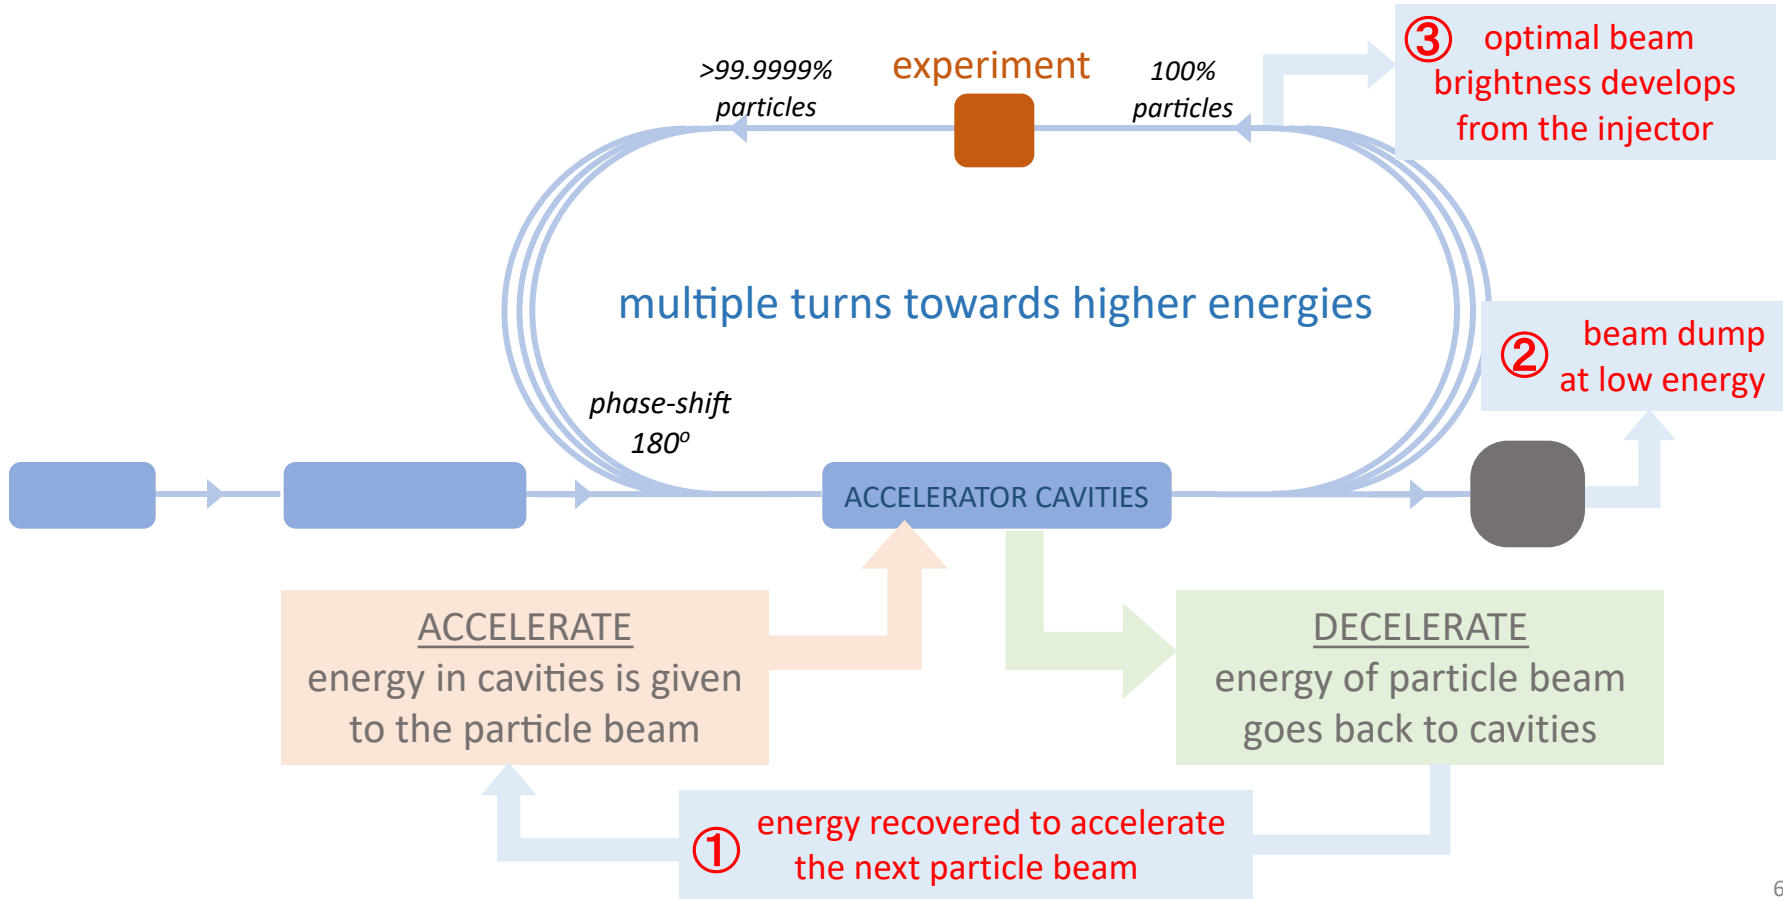 ③ optimal beam
brightness develops
from the injector
>99.9999%
particles
experiment
100%
particles
multiple turns towards higher energies
② beam dump
at low energy
phase-shift
180º
ACCELERATOR CAVITIES
ACCELERATE
energy in cavities is given
to the particle beam
DECELERATE
energy of particle beam
goes back to cavities
① energy recovered to accelerate
the next particle beam
6